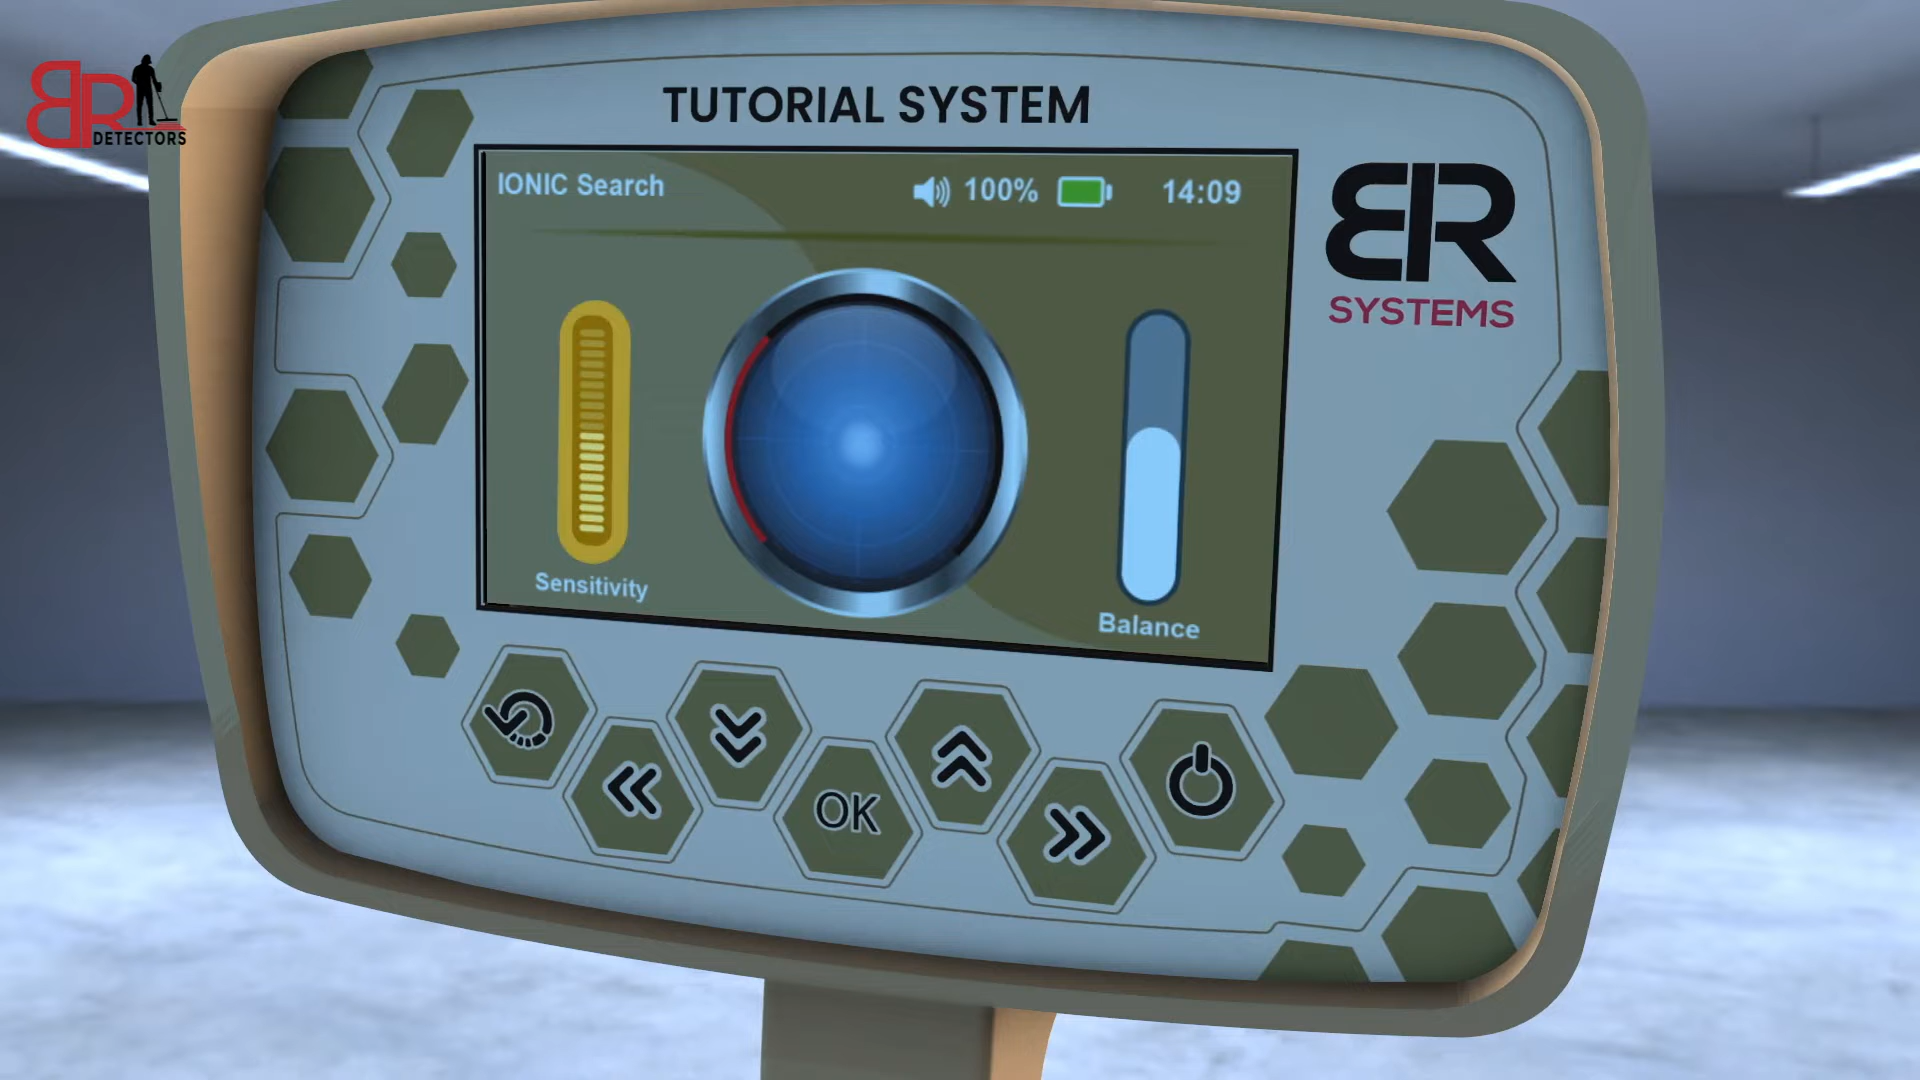 BR
DETECTORS
TUTORIAL SYSTEM
IONIC Search
100%
14:09
BR
SYSTEMS
Sensitivity
Balance
OK